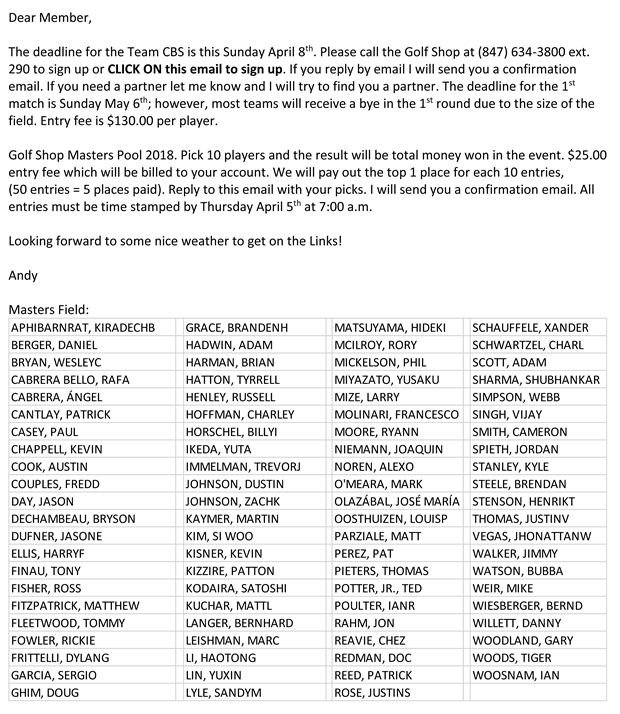 Dear Member,
The deadline for the Team CBS is this Sunday April 8th. Please call the Golf Shop at (847) 634-3800 ext.
290 to sign up or CLICK ON this email to sign up. If you reply by email I will send you a confirmation
email. If you need a partner let me know and I will try to find you a partner. The deadline for the 1st
match is Sunday May 6th; however, most teams will receive a bye in the 1st round due to the size of the
field. Entry fee is $130.00 per player.
Golf Shop Masters Pool 2018. Pick 10 players and the result will be total money won in the event. $25.00
entry fee which will be billed to your account. We will pay out the top 1 place for each 10 entries,
(50 entries = 5 places paid). Reply to this email with your picks. I will send you a confirmation email. All
entries must be time stamped by Thursday April 5th at 7:00 a.m.
Looking forward to some nice weather to get on the Links!
Andy
Masters Field:
APHIBARNRAT, KIRADECHB GRACE, BRANDENH MATSUYAMA, HIDEKI SCHAUFFELE, XANDER
BERGER, DANIEL HADWIN, ADAM MCILROY, RORY SCHWARTZEL, CHARL
BRYAN, WESLEYC HARMAN, BRIAN MICKELSON, PHIL SCOTT, ADAM
CABRERA BELLO, RAFA HATTON, TYRRELL MIYAZATO, YUSAKU SHARMA, SHUBHANKAR
CABRERA, ÁNGEL HENLEY, RUSSELL MIZE, LARRY SIMPSON, WEBB
CANTLAY, PATRICK HOFFMAN, CHARLEY MOLINARI, FRANCESCO SINGH, VIJAY
CASEY, PAUL HORSCHEL, BILLYI MOORE, RYANN SMITH, CAMERON
CHAPPELL, KEVIN IKEDA, YUTA NIEMANN, JOAQUIN SPIETH, JORDAN
COOK, AUSTIN IMMELMAN, TREVORJ NOREN, ALEXO STANLEY, KYLE
COUPLES, FREDD JOHNSON, DUSTIN O'MEARA, MARK STEELE, BRENDAN
DAY, JASON JOHNSON, ZACHK OLAZÁBAL, JOSÉ MARÍA STENSON, HENRIKT
DECHAMBEAU, BRYSON KAYMER, MARTIN OOSTHUIZEN, LOUISP THOMAS, JUSTINV
DUFNER, JASONE KIM, SI WOO PARZIALE, MATT VEGAS, JHONATTANW
ELLIS, HARRYF KISNER, KEVIN PEREZ, PAT WALKER, JIMMY
FINAU, TONY KIZZIRE, PATTON PIETERS, THOMAS WATSON, BUBBA
FISHER, ROSS KODAIRA, SATOSHI POTTER, JR., TED WEIR, MIKE
FITZPATRICK, MATTHEW KUCHAR, MATTL POULTER, IANR WIESBERGER, BERND
FLEETWOOD, TOMMY LANGER, BERNHARD RAHM, JON WILLETT, DANNY
FOWLER, RICKIE LEISHMAN, MARC REAVIE, CHEZ WOODLAND, GARY
FRITTELLI, DYLANG LI, HAOTONG REDMAN, DOC WOODS, TIGER
GARCIA, SERGIO LIN, YUXIN REED, PATRICK WOOSNAM, IAN
GHIM, DOUG LYLE, SANDYM ROSE, JUSTINS